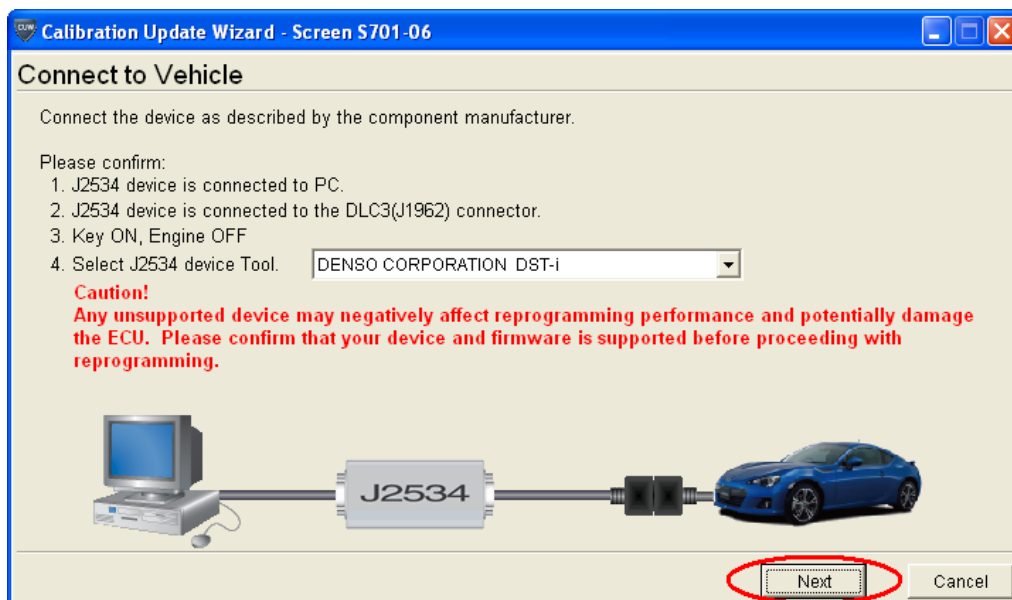 CUW Calibration Update Wizard - Screen S701-06
Connect to Vehicle
Connect the device as described by the component manufacturer.
Please confirm:
1. J2534 device is connected to PC.
2. J2534 device is connected to the DLC3(J1962) connector.
3. Key ON, Engine OFF
4. Select J2534 device Tool. DENSO CORPORATION DST-i
Caution!
Any unsupported device may negatively affect reprogramming performance and potentially damage
the ECU. Please confirm that your device and firmware is supported before proceeding with
reprogramming.
J2534
Next Cancel